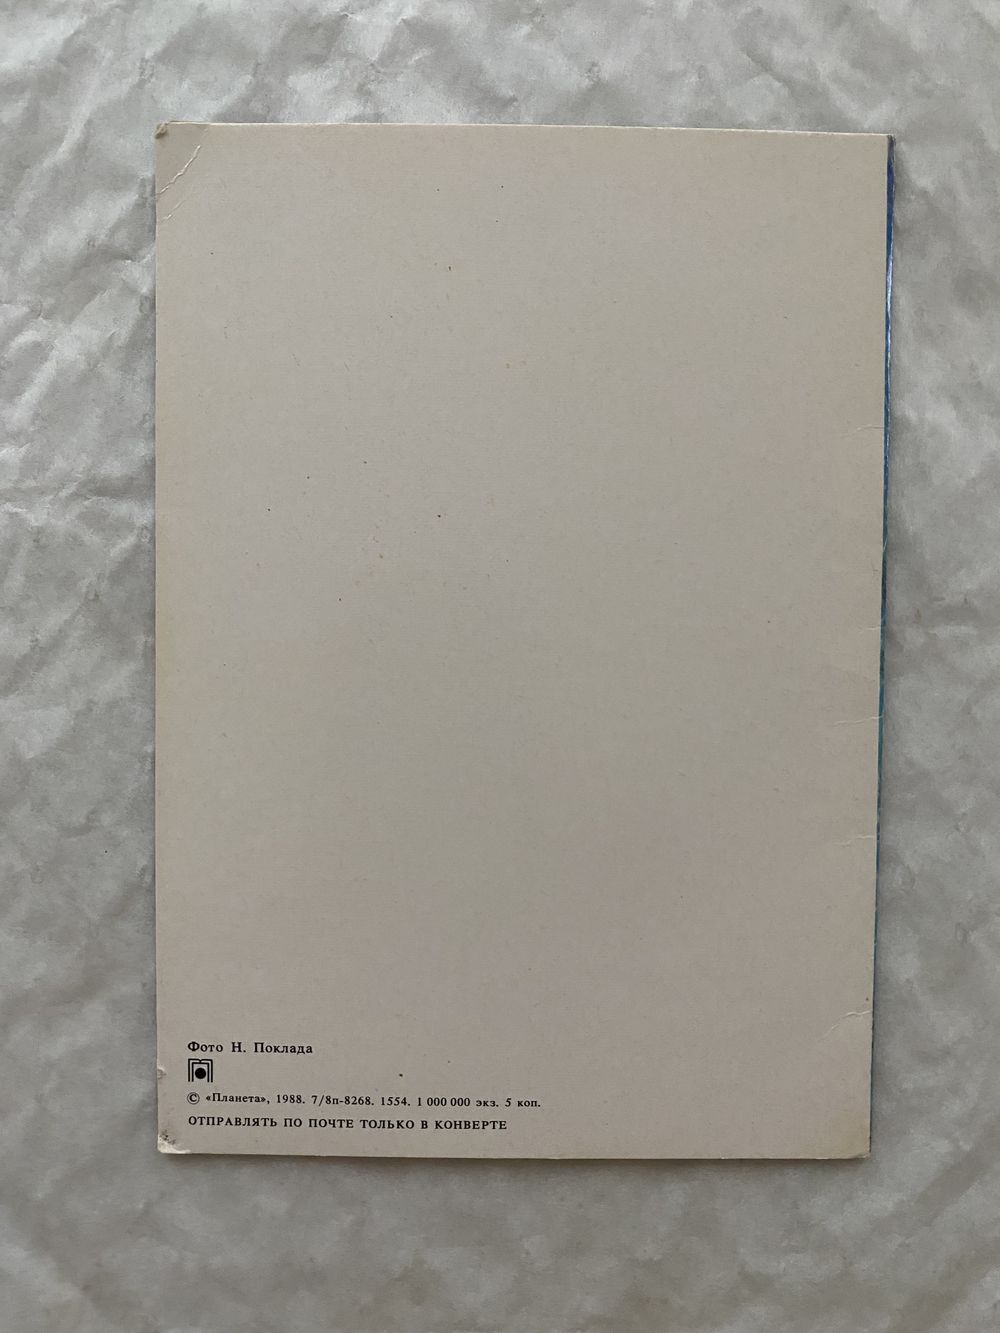 Фото Н. Поклада
© «Планета», 1988. 7/8п-8268. 1554. 1 000 000 экз. 5 коп.
ОТПРАВЛЯТЬ ПО ПОЧТЕ ТОЛЬКО В КОНВЕРТЕ